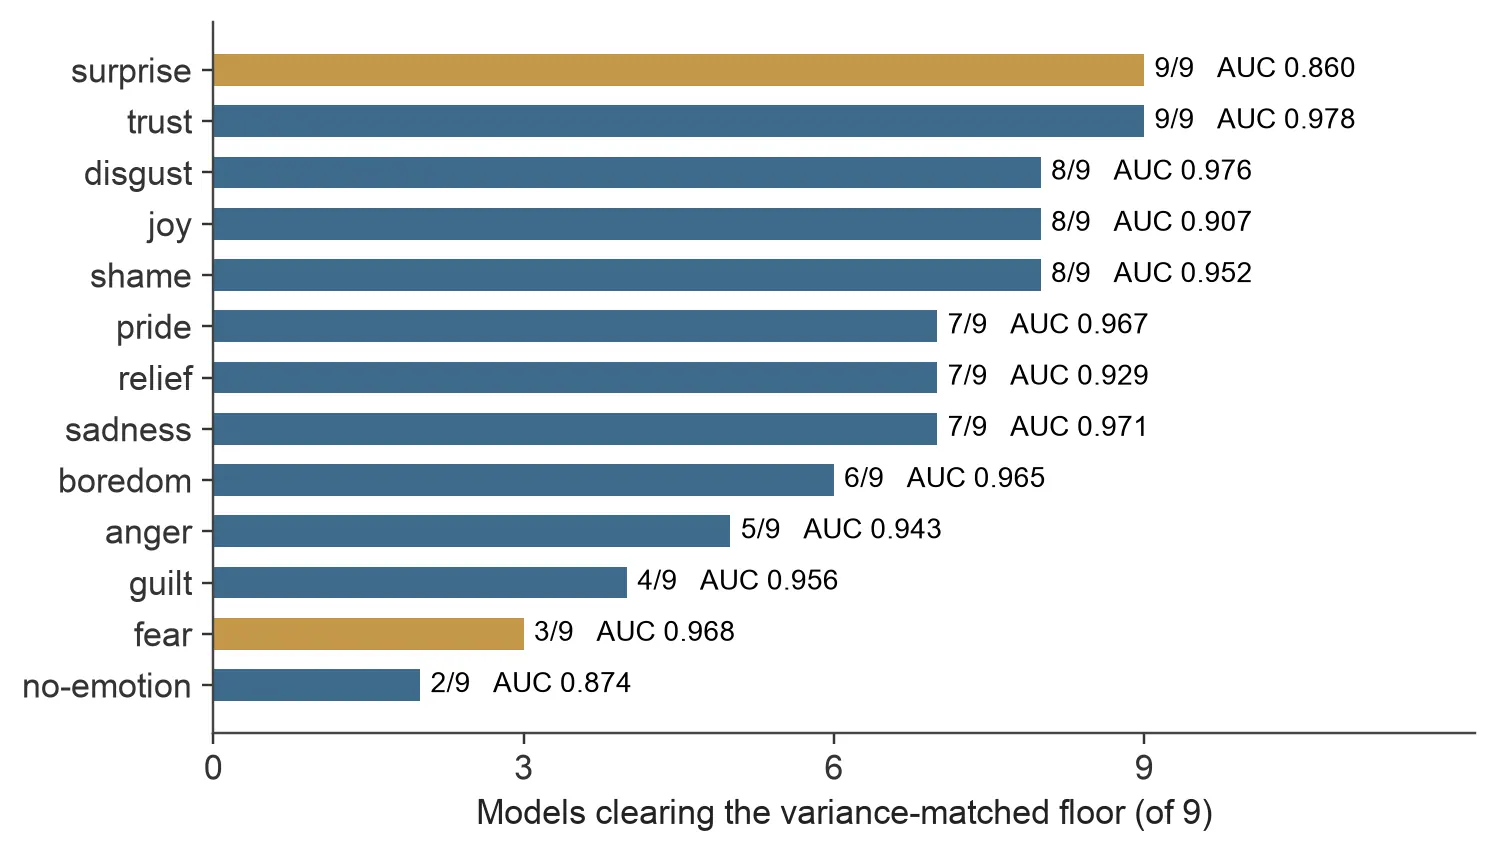 surprise 9/9 AUC 0.860
trust 9/9 AUC 0.978
disgust 8/9 AUC 0.976
joy 8/9 AUC 0.907
shame 8/9 AUC 0.952
pride 7/9 AUC 0.967
relief 7/9 AUC 0.929
sadness 7/9 AUC 0.971
boredom 6/9 AUC 0.965
anger 5/9 AUC 0.943
guilt 4/9 AUC 0.956
fear 3/9 AUC 0.968
no-emotion 2/9 AUC 0.874
0 3 6 9
Models clearing the variance-matched floor (of 9)